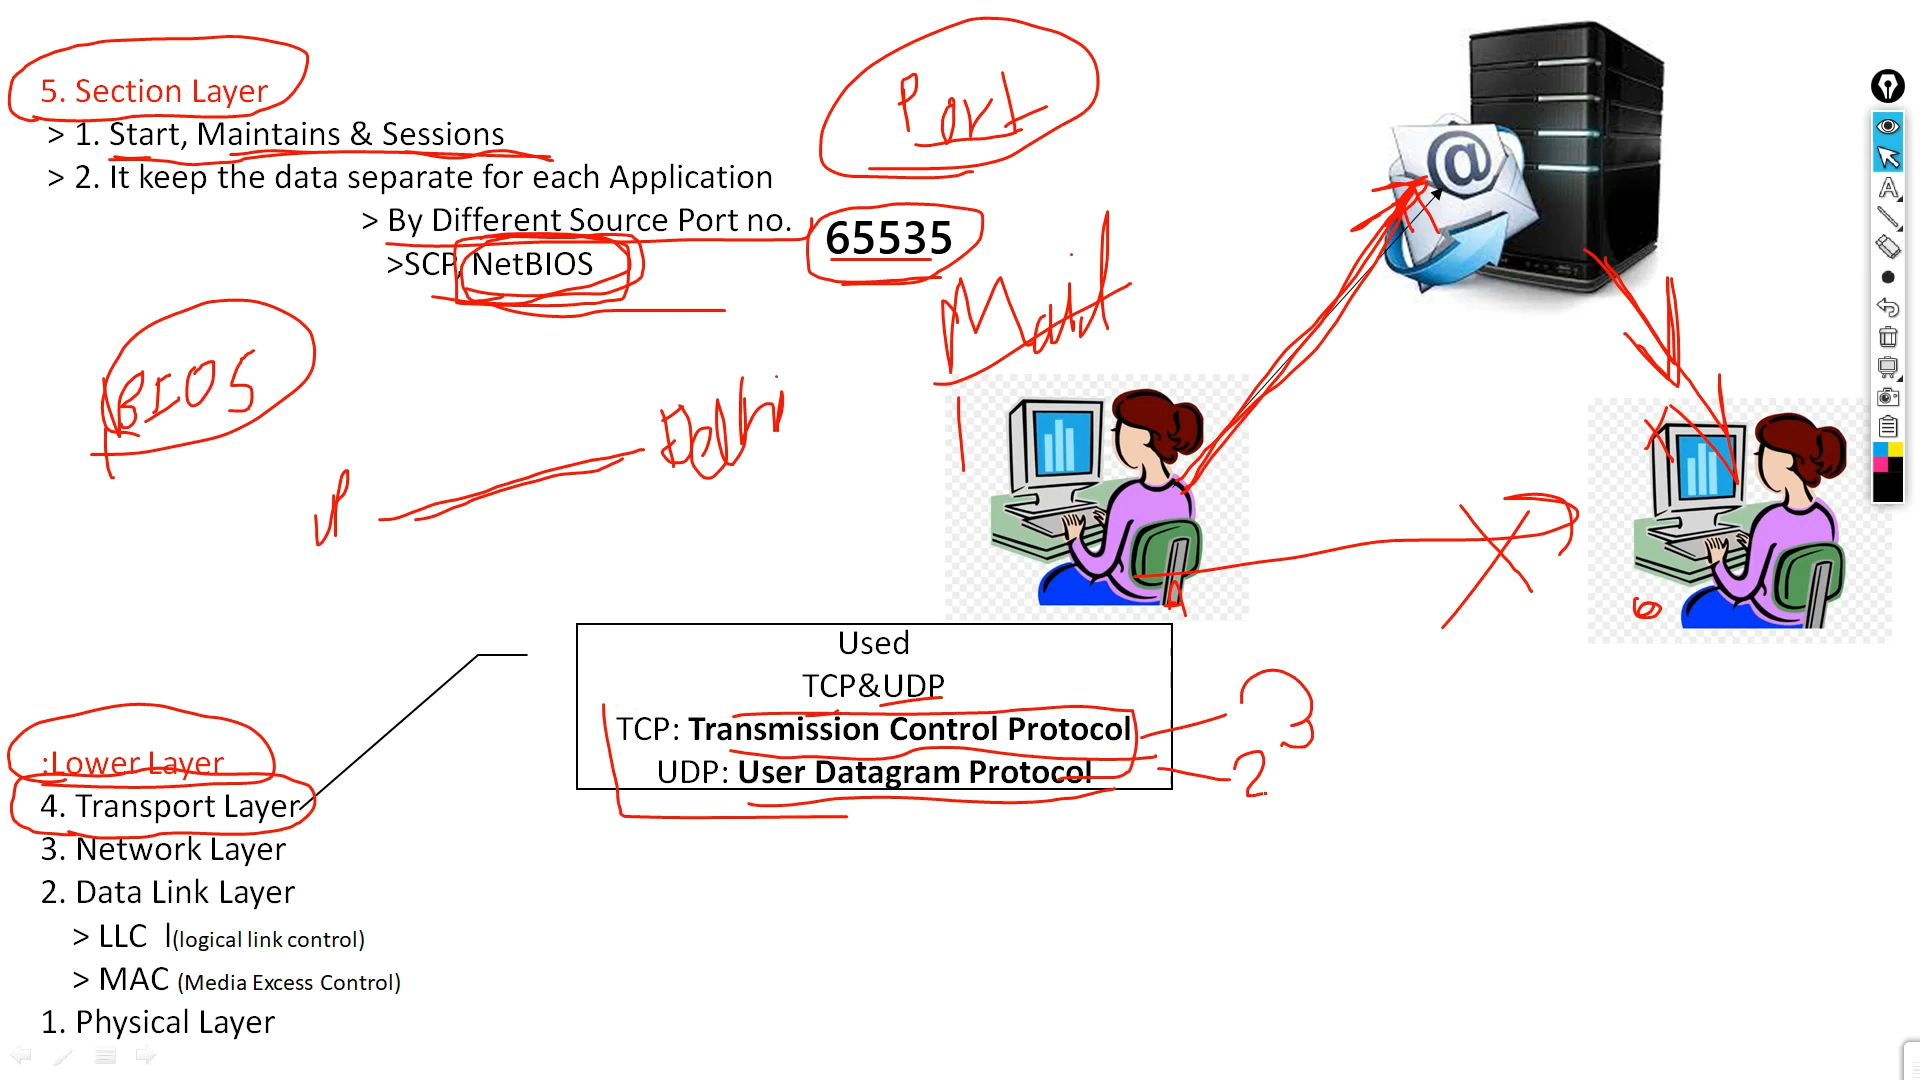 5. Section Layer
> 1. Start, Maintains & Sessions
> 2. It keep the data separate for each Application
> By Different Source Port no.
65535
>SCP, NetBIOS
Port
@
Mail
BIOS
Delhi
Used
TCP&UDP
TCP: Transmission Control Protocol
UDP: User Datagram Protocol
3
2
:Lower Layer
4. Transport Layer
3. Network Layer
2. Data Link Layer
> LLC l(logical link control)
> MAC (Media Excess Control)
1. Physical Layer